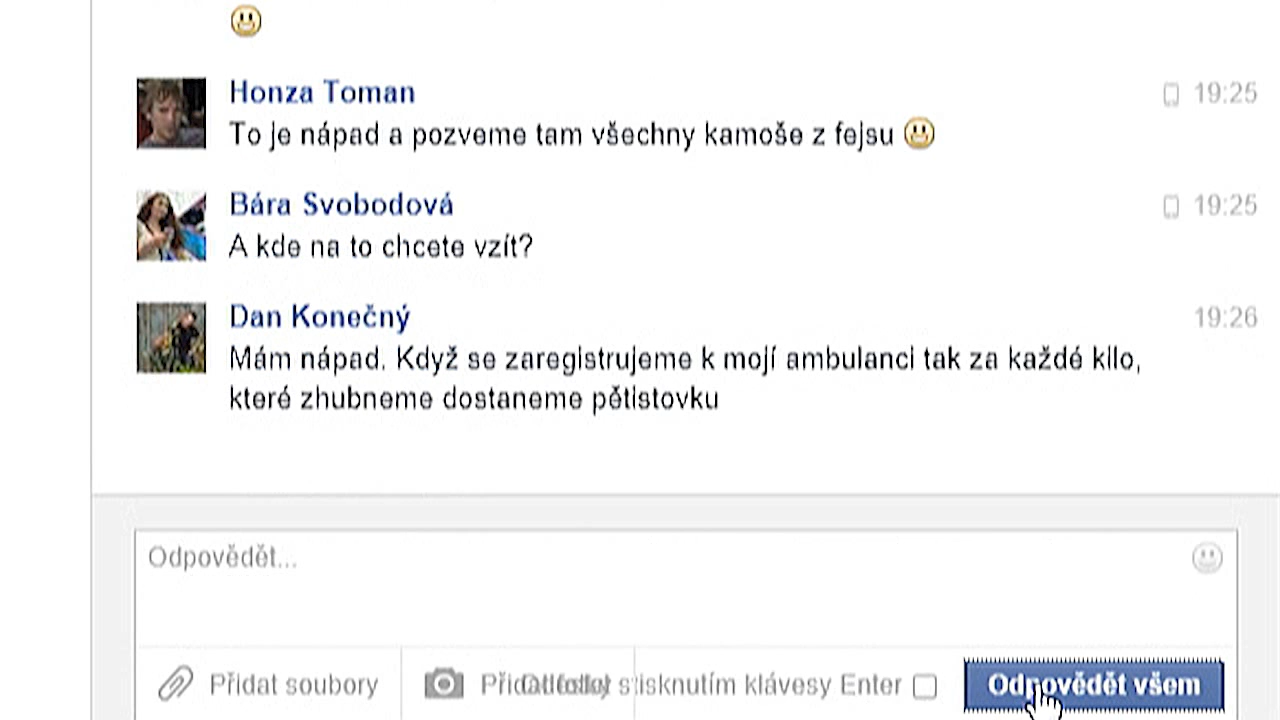 Honza Toman 19:25
To je nápad a pozveme tam všechny kamoše z fejsu
Bára Svobodová 19:25
A kde na to chcete vzít?
Dan Konečný 19:26
Mám nápad. Když se zaregistrujeme k mojí ambulanci tak za každé kilo,
které zhubneme dostaneme pětistovku
Odpovědět...
Přidat soubory
stisknutím klávesy Enter
Odpovědět všem